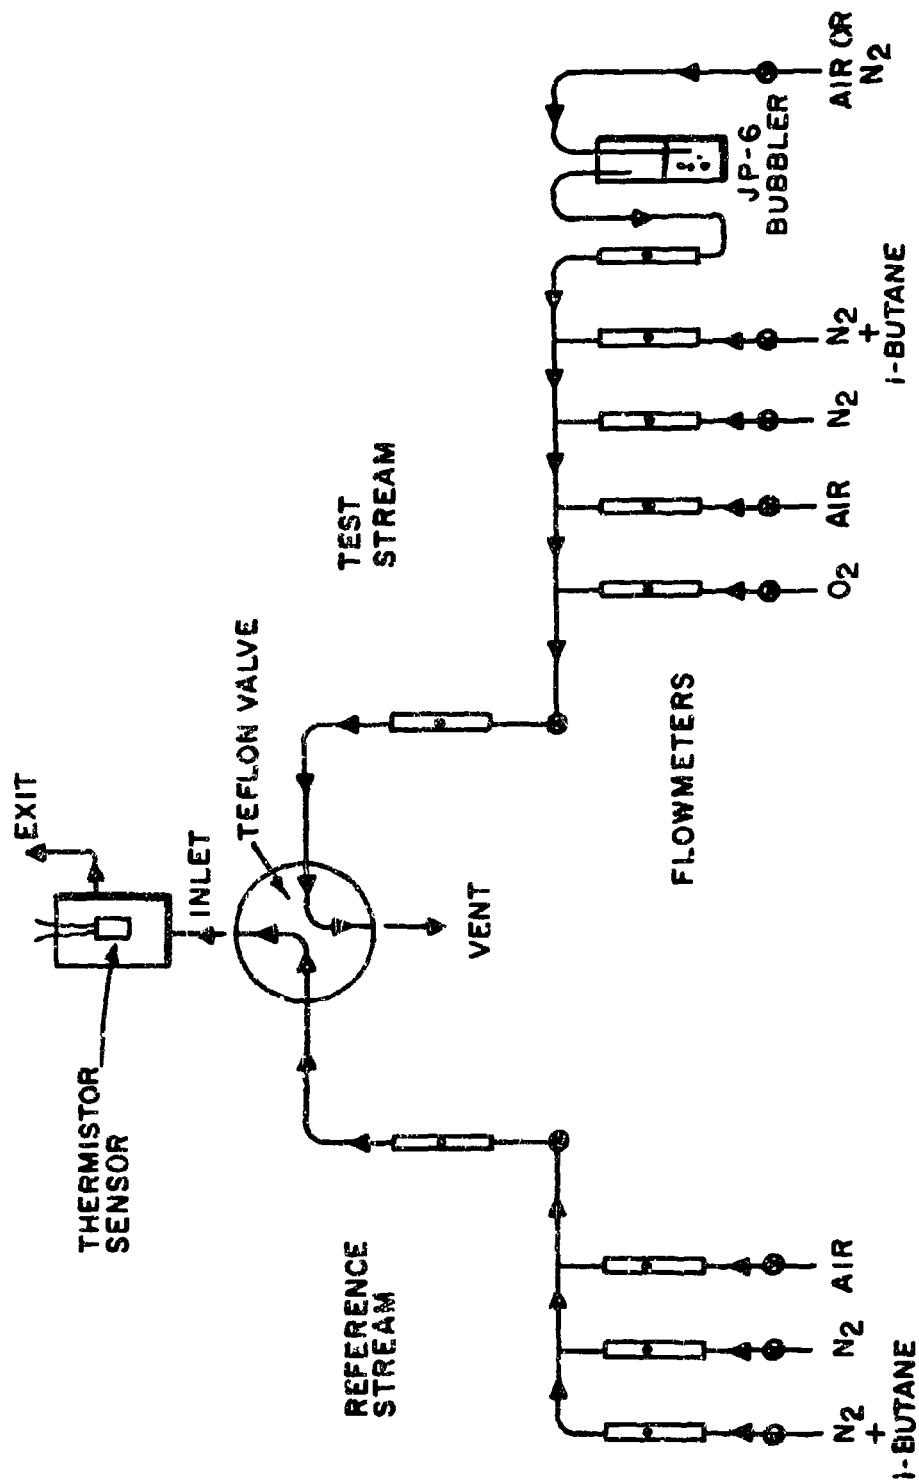 EXIT
THERMISTOR
SENSOR
INLET
TEFLON VALVE
REFERENCE
STREAM
TEST
STREAM
VENT
FLOWMETERS
N2
+
i-BUTANE
N2
AIR
O2
AIR
N2
N2
+
i-BUTANE
JP-6
BUBBLER
AIR OR
N2